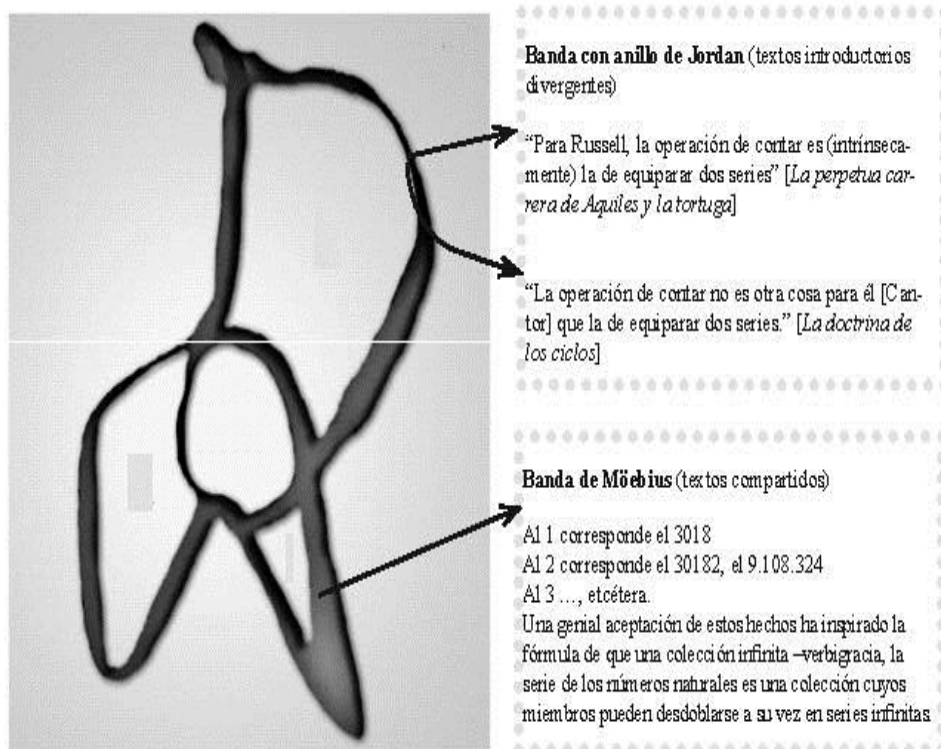 Banda con anillo de Jordan (textos introductorios
divergentes)
“Para Russell, la operación de contar es (intrínseca-
mente) la de equiparar dos series” [La perpetua car-
rera de Aquiles y la tortuga]
“La operación de contar no es otra cosa para él [Can-
tor] que la de equiparar dos series.” [La doctrina de
los ciclos]
Banda de Möebius (textos compartidos)
Al 1 corresponde el 3018
Al 2 corresponde el 30182, el 9.108.324
Al 3 …, etcétera.
Una genial aceptación de estos hechos ha inspirado la
fórmula de que una colección infinita –verbigracia, la
serie de los números naturales es una colección cuyos
miembros pueden desdoblarse a su vez en series infinitas.